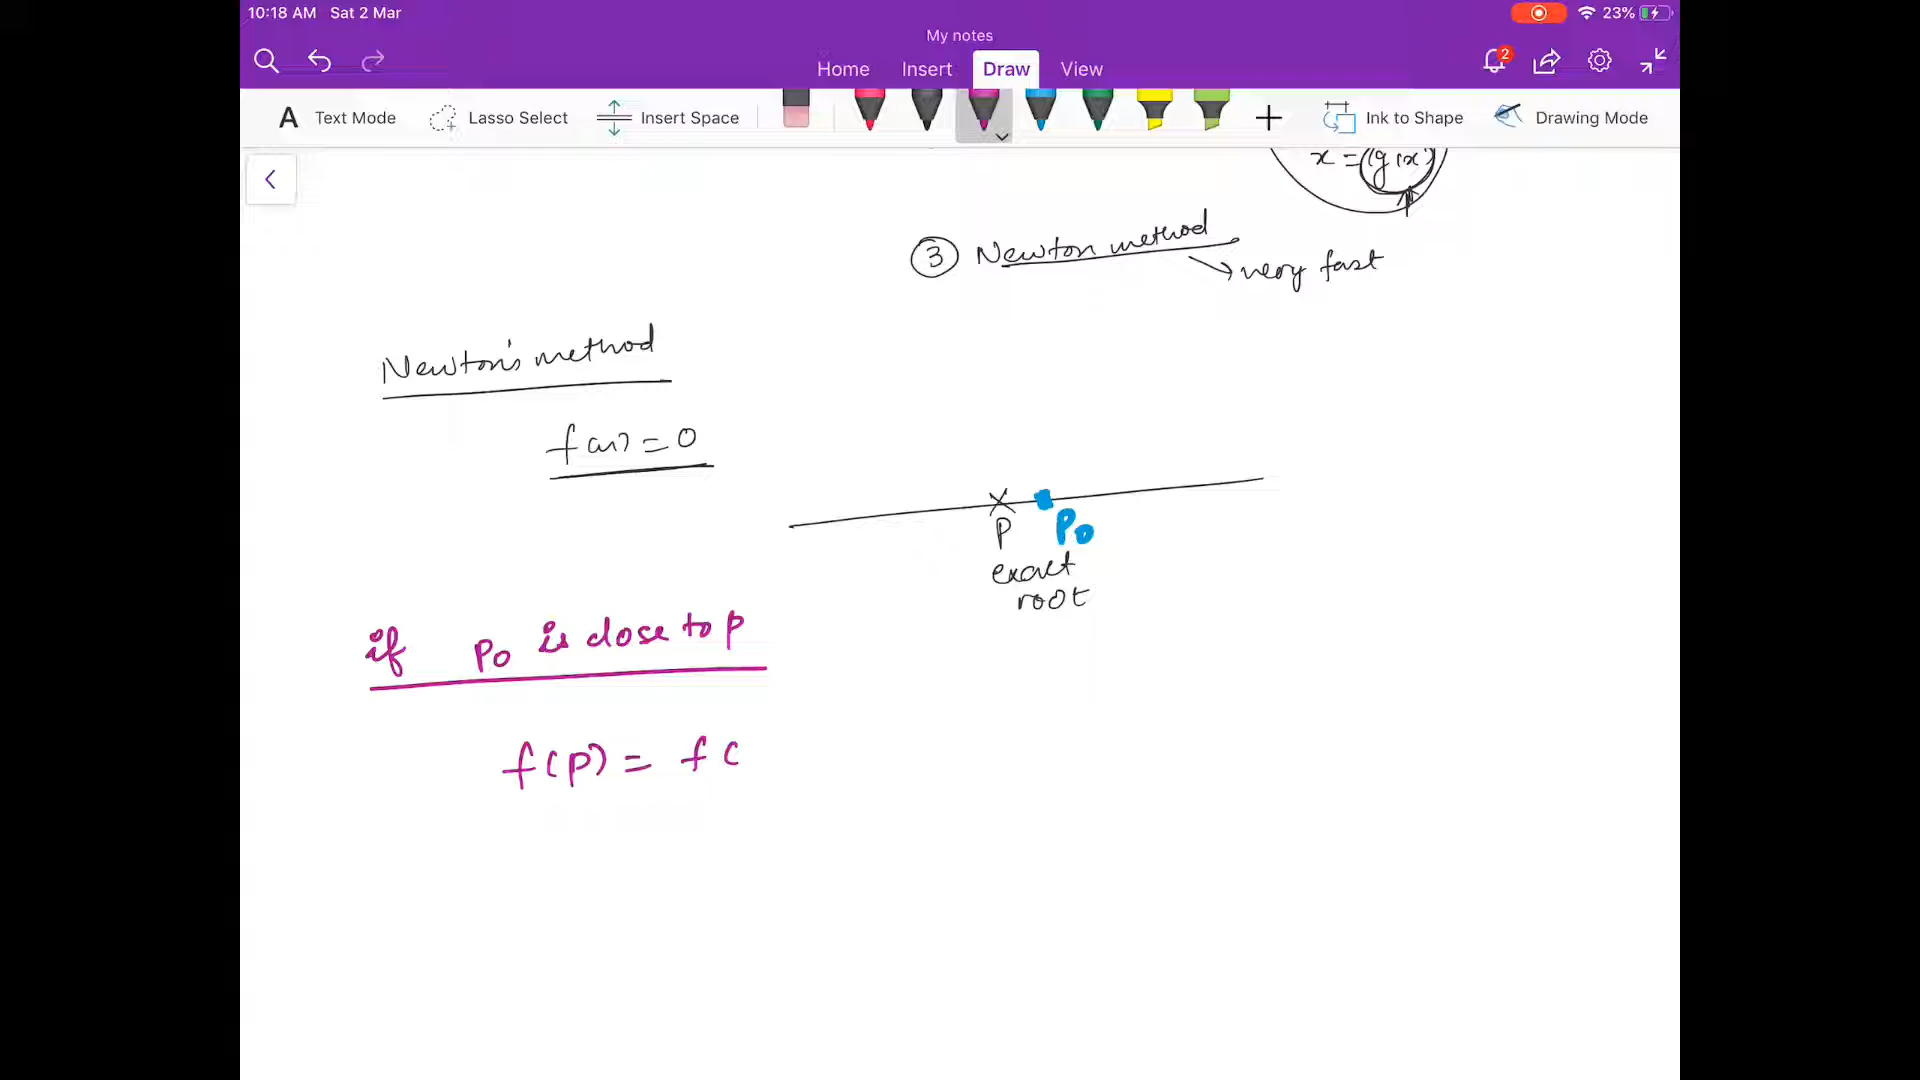 10:18 AM Sat 2 Mar
23%
My notes
2
Home Insert Draw View
A Text Mode Lasso Select Insert Space Ink to Shape Drawing Mode
x = (g(x))
③ Newton method
→ very fast
Newton's method
f(x) = 0
P
P0
exact
root
if P0 is close to P
f(P) = f(